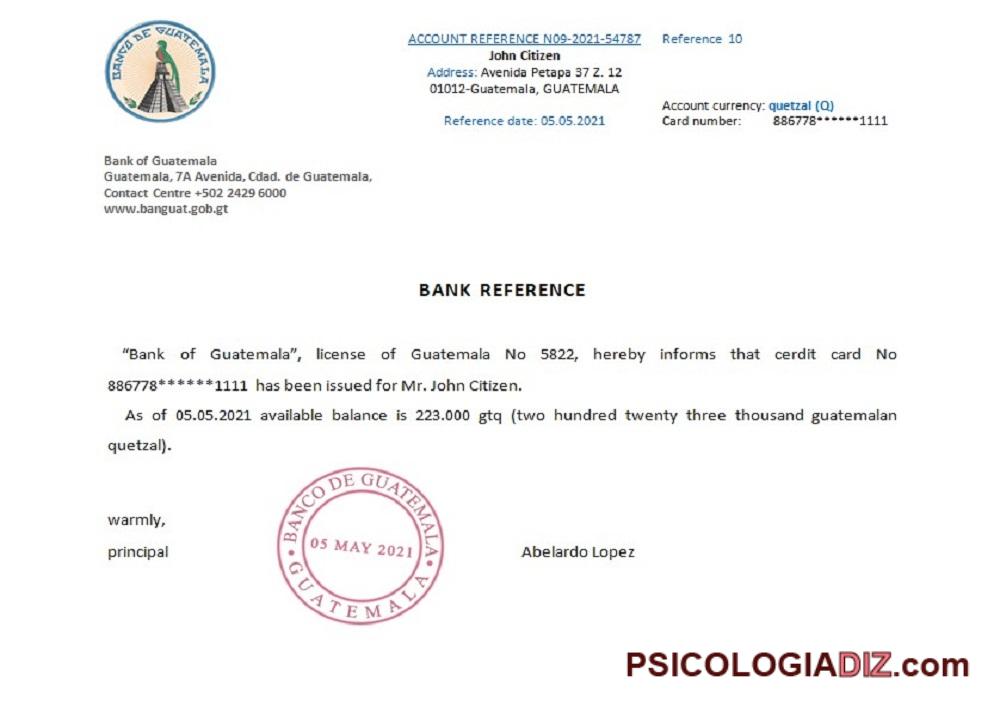 BANCO DE GUATEMALA
ACCOUNT REFERENCE N09-2021-54787
John Citizen
Address: Avenida Petapa 37 Z. 12
01012-Guatemala, GUATEMALA
Reference date: 05.05.2021
Reference 10
Account currency: quetzal (Q)
Card number: 886778******1111
Bank of Guatemala
Guatemala, 7A Avenida, Cdad. de Guatemala,
Contact Centre +502 2429 6000
www.banguat.gob.gt
BANK REFERENCE
“Bank of Guatemala”, license of Guatemala No 5822, hereby informs that cerdit card No
886778******1111 has been issued for Mr. John Citizen.
As of 05.05.2021 available balance is 223.000 gtq (two hundred twenty three thousand guatemalan
quetzal).
warmly,
principal
BANCO DE GUATEMALA
05 MAY 2021
GUATEMALA
Abelardo Lopez
PSICOLOGIADIZ.com